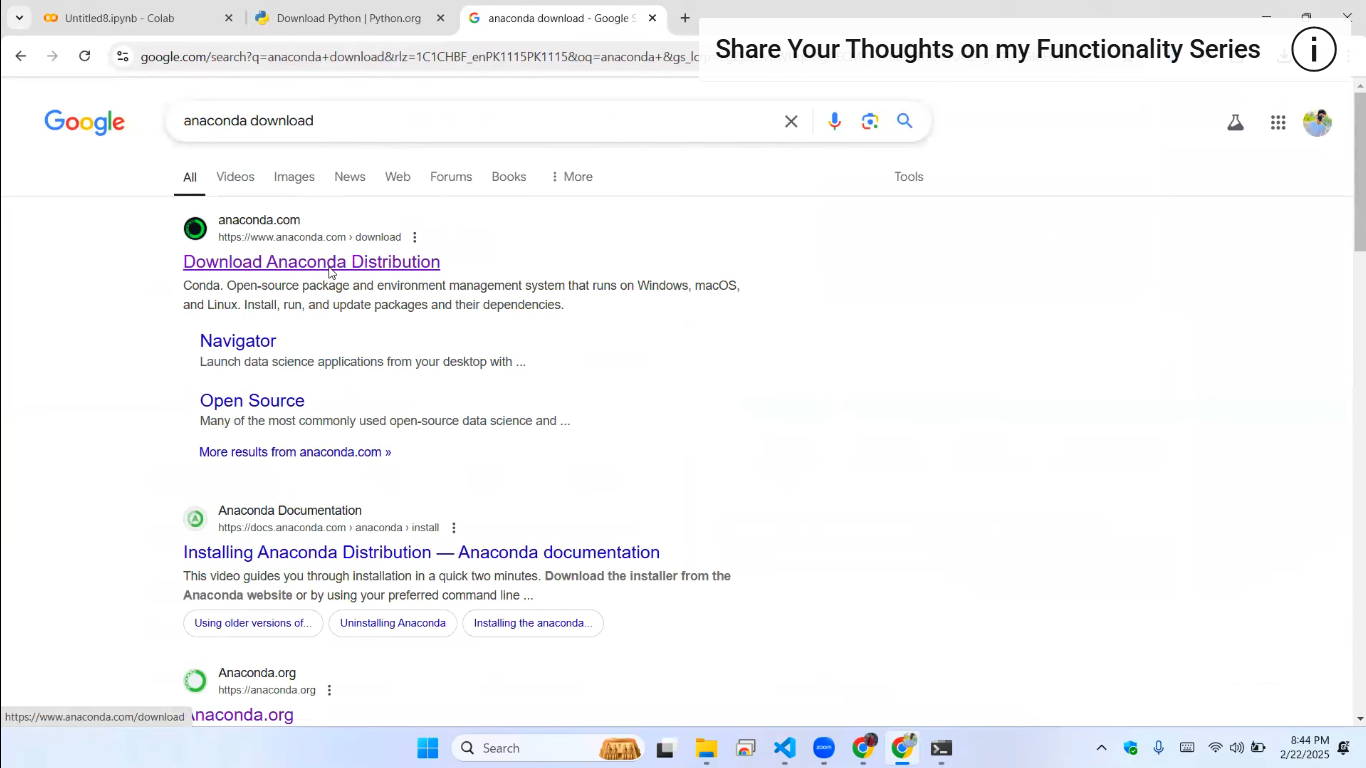 Untitled8.ipynb - Colab
Download Python | Python.org
anaconda download - Google S
Share Your Thoughts on my Functionality Series
google.com/search?q=anaconda+download&rlz=1C1CHBF_enPK1115PK1115&oq=anaconda+&gs_lcrp
Google
anaconda download
All Videos Images News Web Forums Books More Tools
anaconda.com
https://www.anaconda.com › download
Download Anaconda Distribution
Conda. Open-source package and environment management system that runs on Windows, macOS,
and Linux. Install, run, and update packages and their dependencies.
Navigator
Launch data science applications from your desktop with ...
Open Source
Many of the most commonly used open-source data science and ...
More results from anaconda.com »
Anaconda Documentation
https://docs.anaconda.com › anaconda › install
Installing Anaconda Distribution — Anaconda documentation
This video guides you through installation in a quick two minutes. Download the installer from the
Anaconda website or by using your preferred command line ...
Using older versions of... Uninstalling Anaconda Installing the anaconda...
Anaconda.org
https://anaconda.org
Anaconda.org
https://www.anaconda.com/download
Search
zoom
8:44 PM
2/22/2025